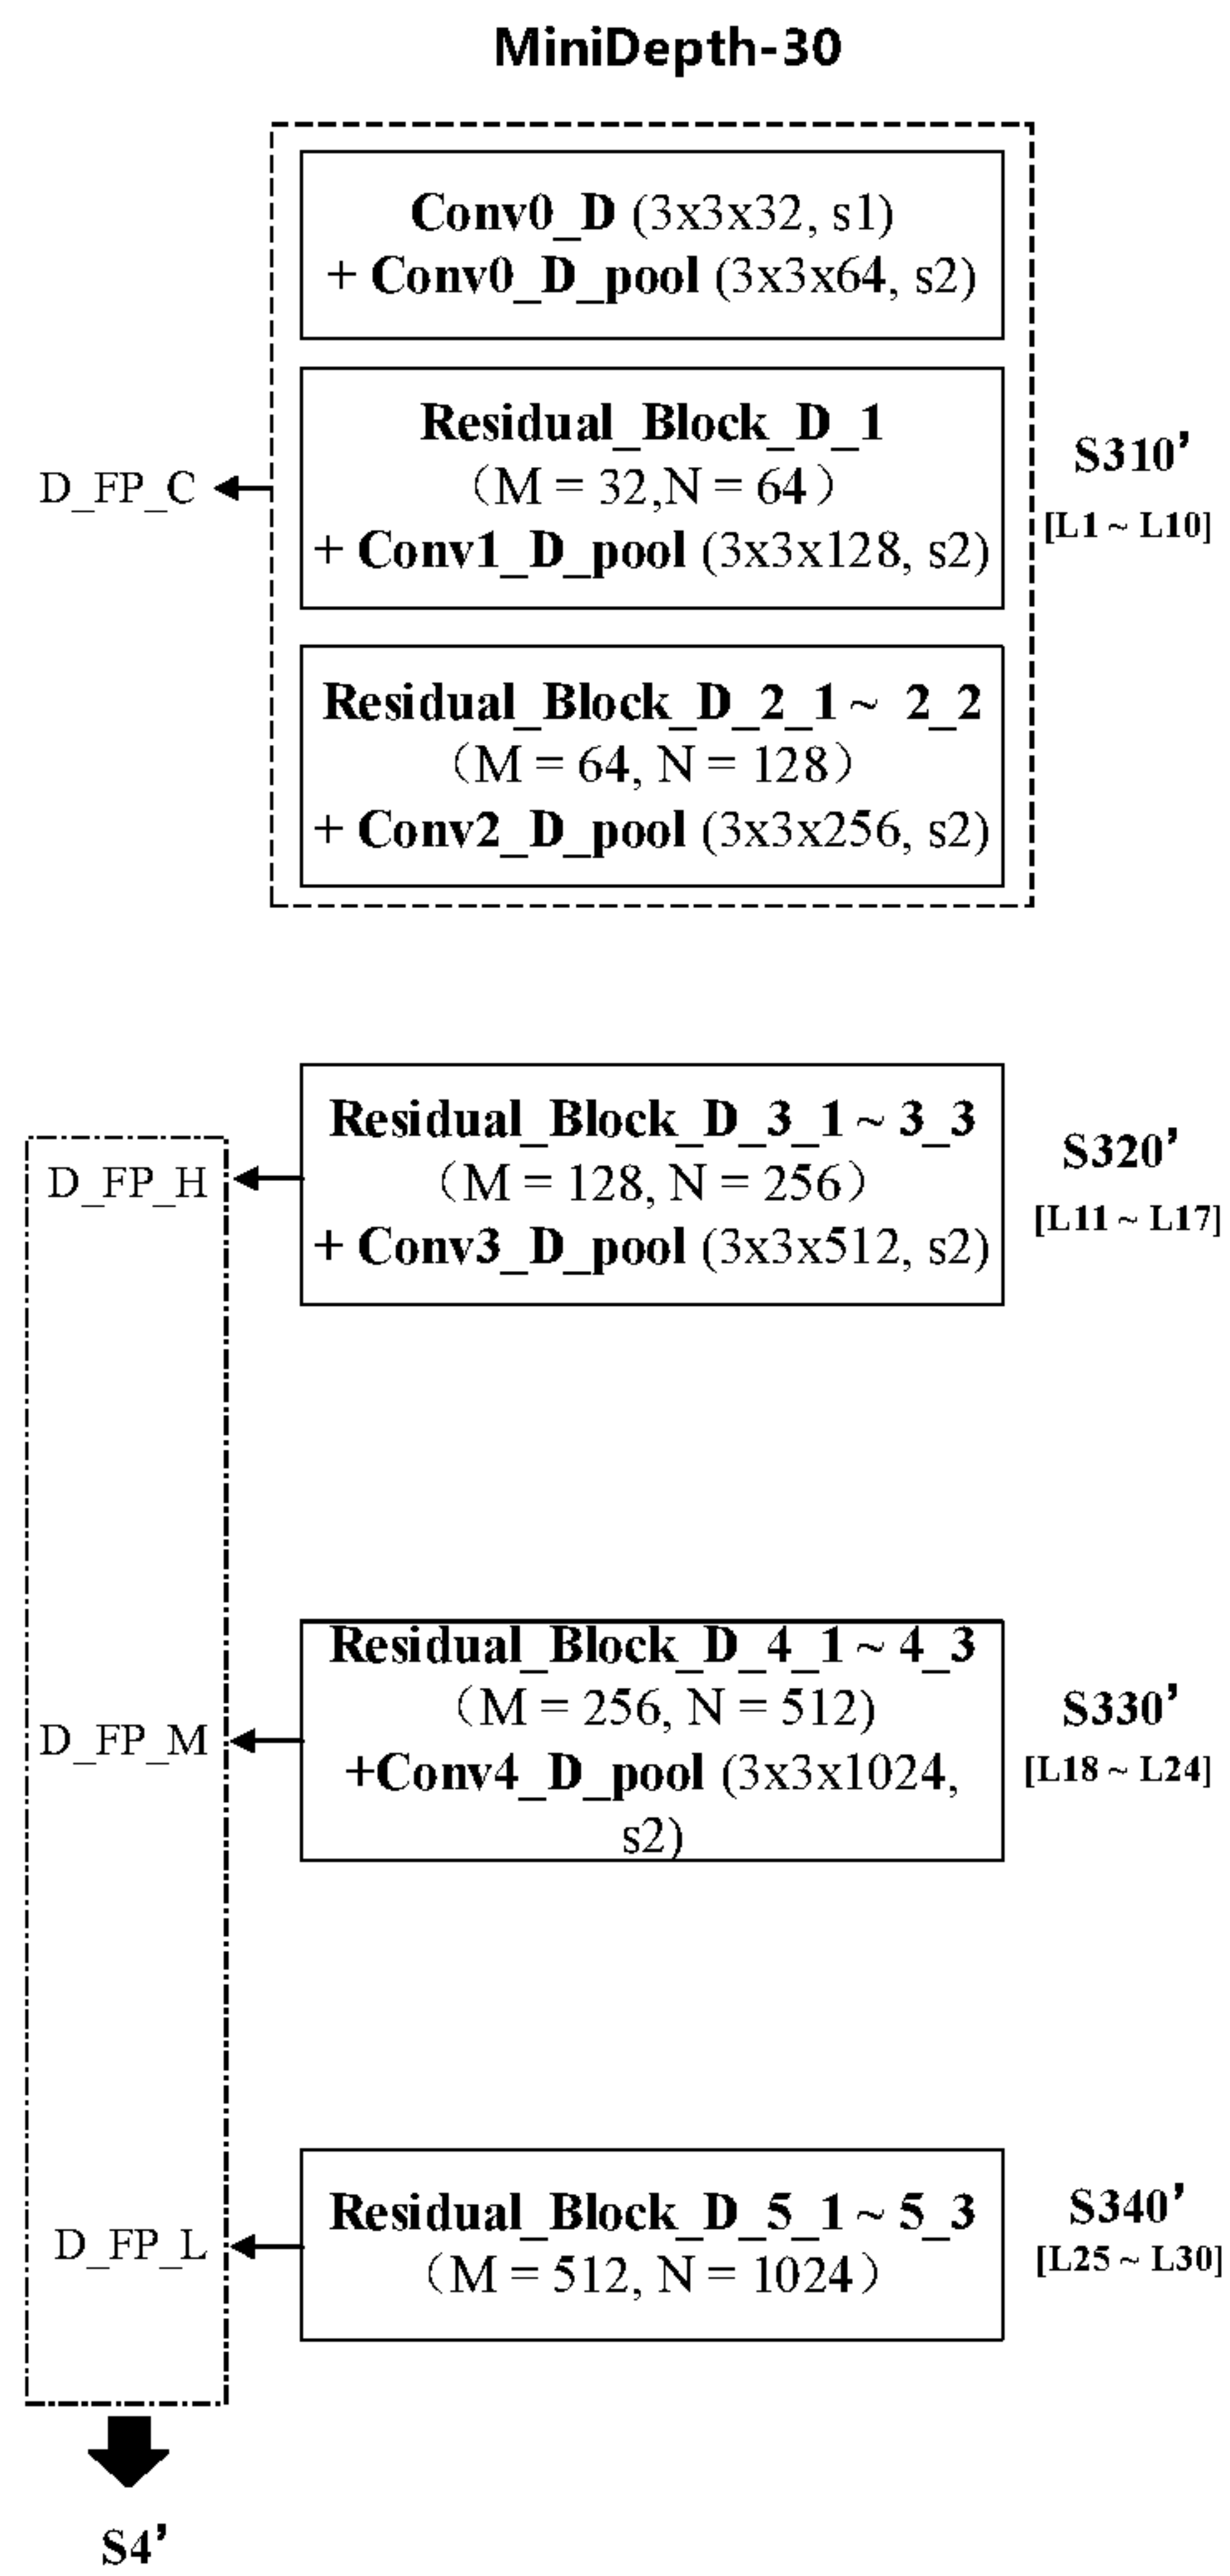 MiniDepth-30
Conv0_D (3x3x32, s1)
+ Conv0_D_pool (3x3x64, s2)
Residual_Block_D_1
（M = 32,N = 64）
+ Conv1_D_pool (3x3x128, s2)
D_FP_C
S310’
[L1 ~ L10]
Residual_Block_D_2_1 ~ 2_2
（M = 64, N = 128）
+ Conv2_D_pool (3x3x256, s2)
Residual_Block_D_3_1 ~ 3_3
（M = 128, N = 256）
+ Conv3_D_pool (3x3x512, s2)
D_FP_H
S320’
[L11 ~ L17]
Residual_Block_D_4_1 ~ 4_3
（M = 256, N = 512)
+Conv4_D_pool (3x3x1024,
s2)
D_FP_M
S330’
[L18 ~ L24]
Residual_Block_D_5_1 ~ 5_3
（M = 512, N = 1024）
D_FP_L
S340’
[L25 ~ L30]
S4’